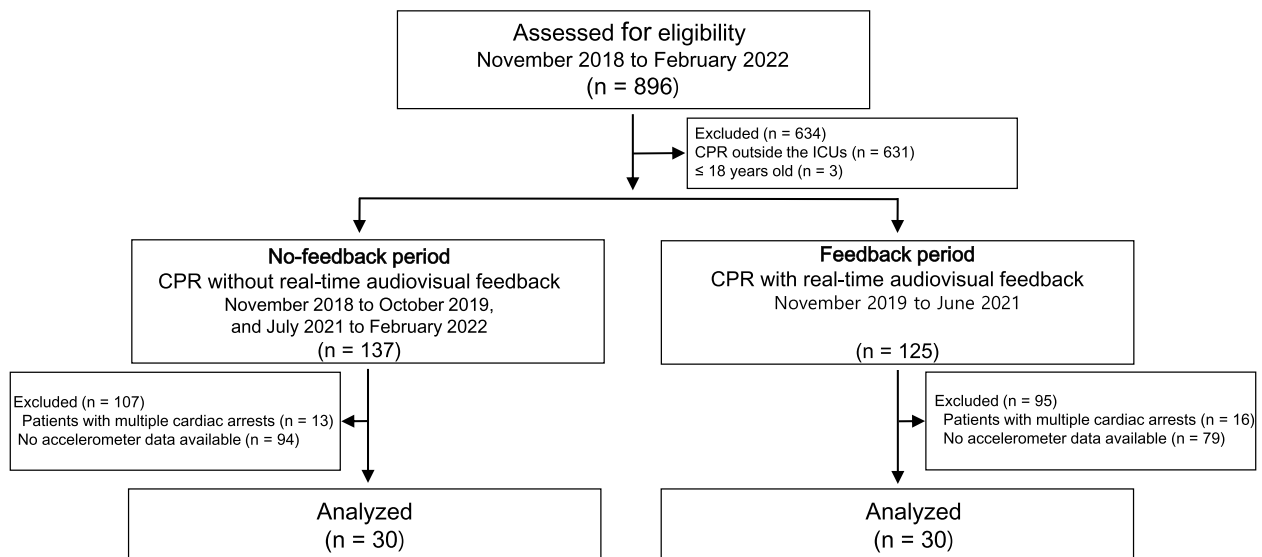 Assessed for eligibility
November 2018 to February 2022
(n = 896)
Excluded (n = 634)
CPR outside the ICUs (n = 631)
≤ 18 years old (n = 3)
No-feedback period
CPR without real-time audiovisual feedback
November 2018 to October 2019,
and July 2021 to February 2022
(n = 137)
Feedback period
CPR with real-time audiovisual feedback
November 2019 to June 2021
(n = 125)
Excluded (n = 107)
Patients with multiple cardiac arrests (n = 13)
No accelerometer data available (n = 94)
Excluded (n = 95)
Patients with multiple cardiac arrests (n = 16)
No accelerometer data available (n = 79)
Analyzed
(n = 30)
Analyzed
(n = 30)